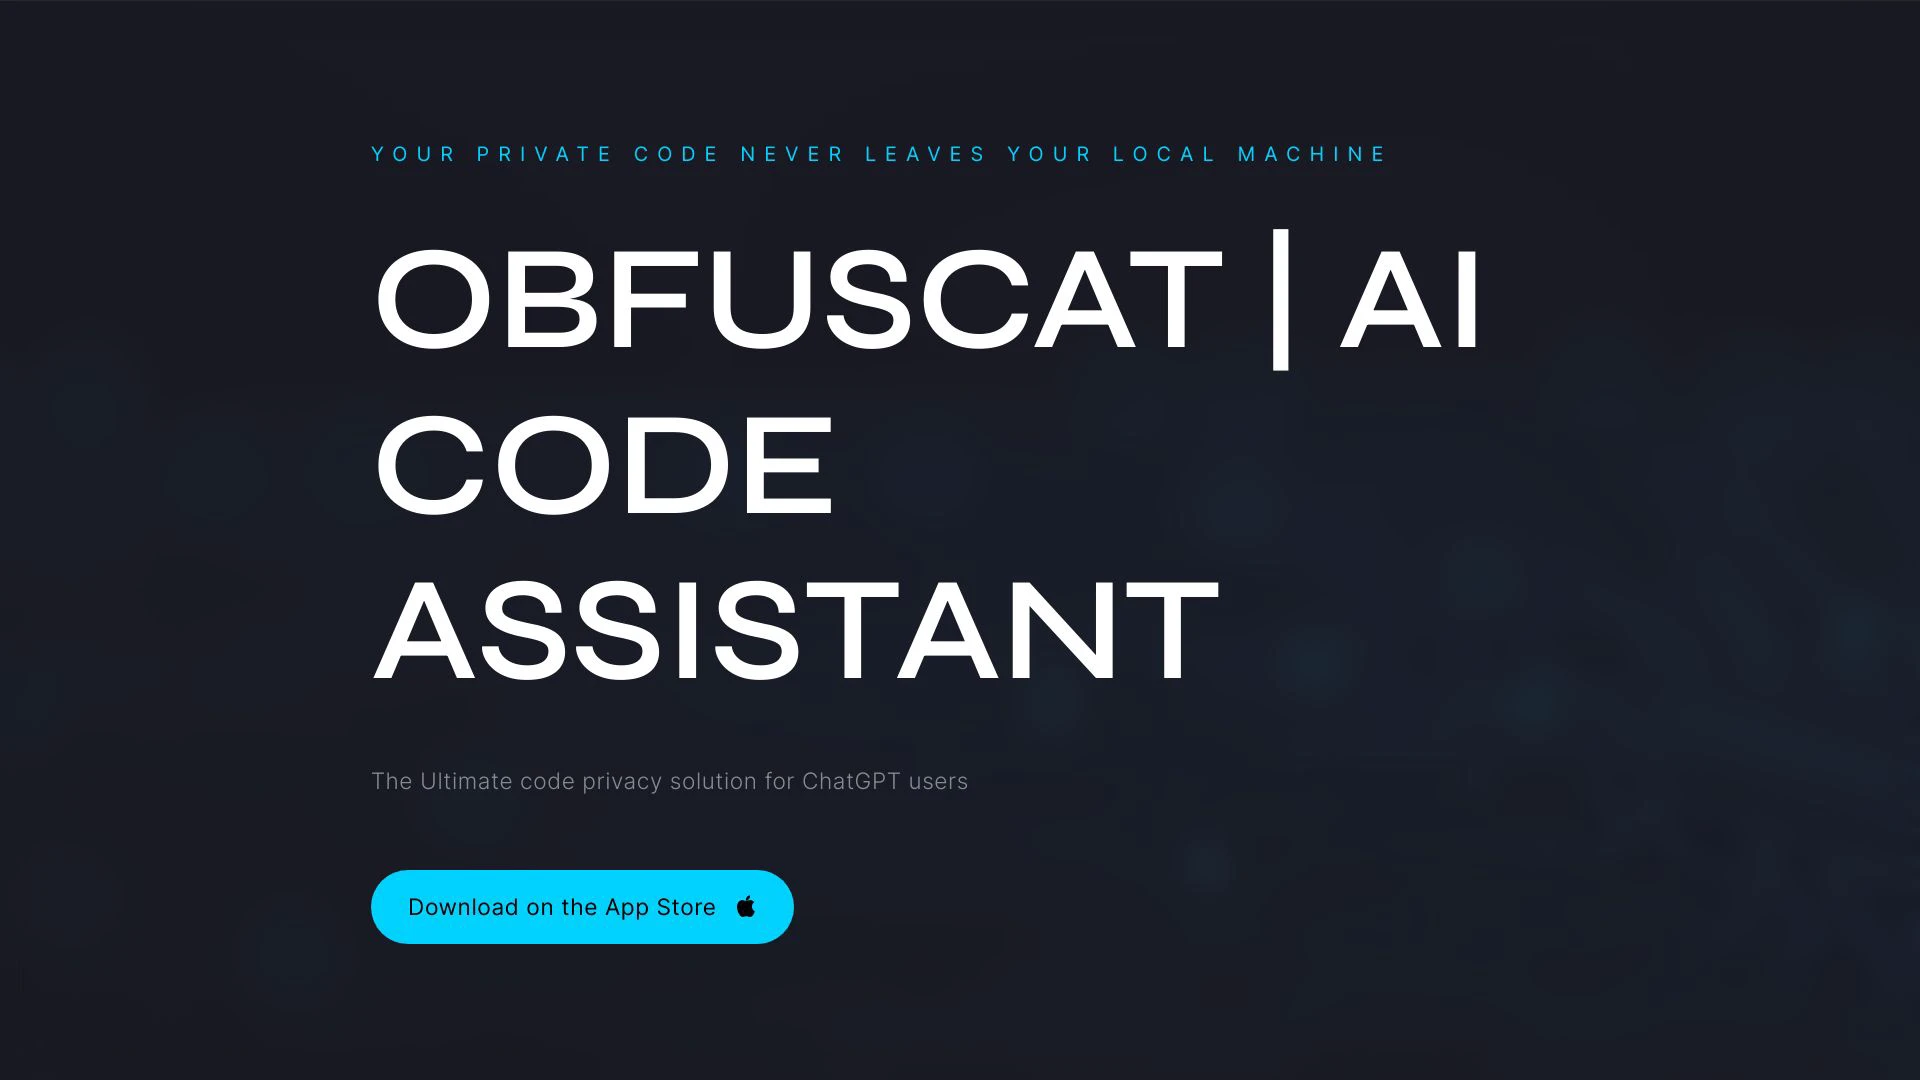 YOUR PRIVATE CODE NEVER LEAVES YOUR LOCAL MACHINE
OBFUSCAT | AI
CODE
ASSISTANT
The Ultimate code privacy solution for ChatGPT users
Download on the App Store